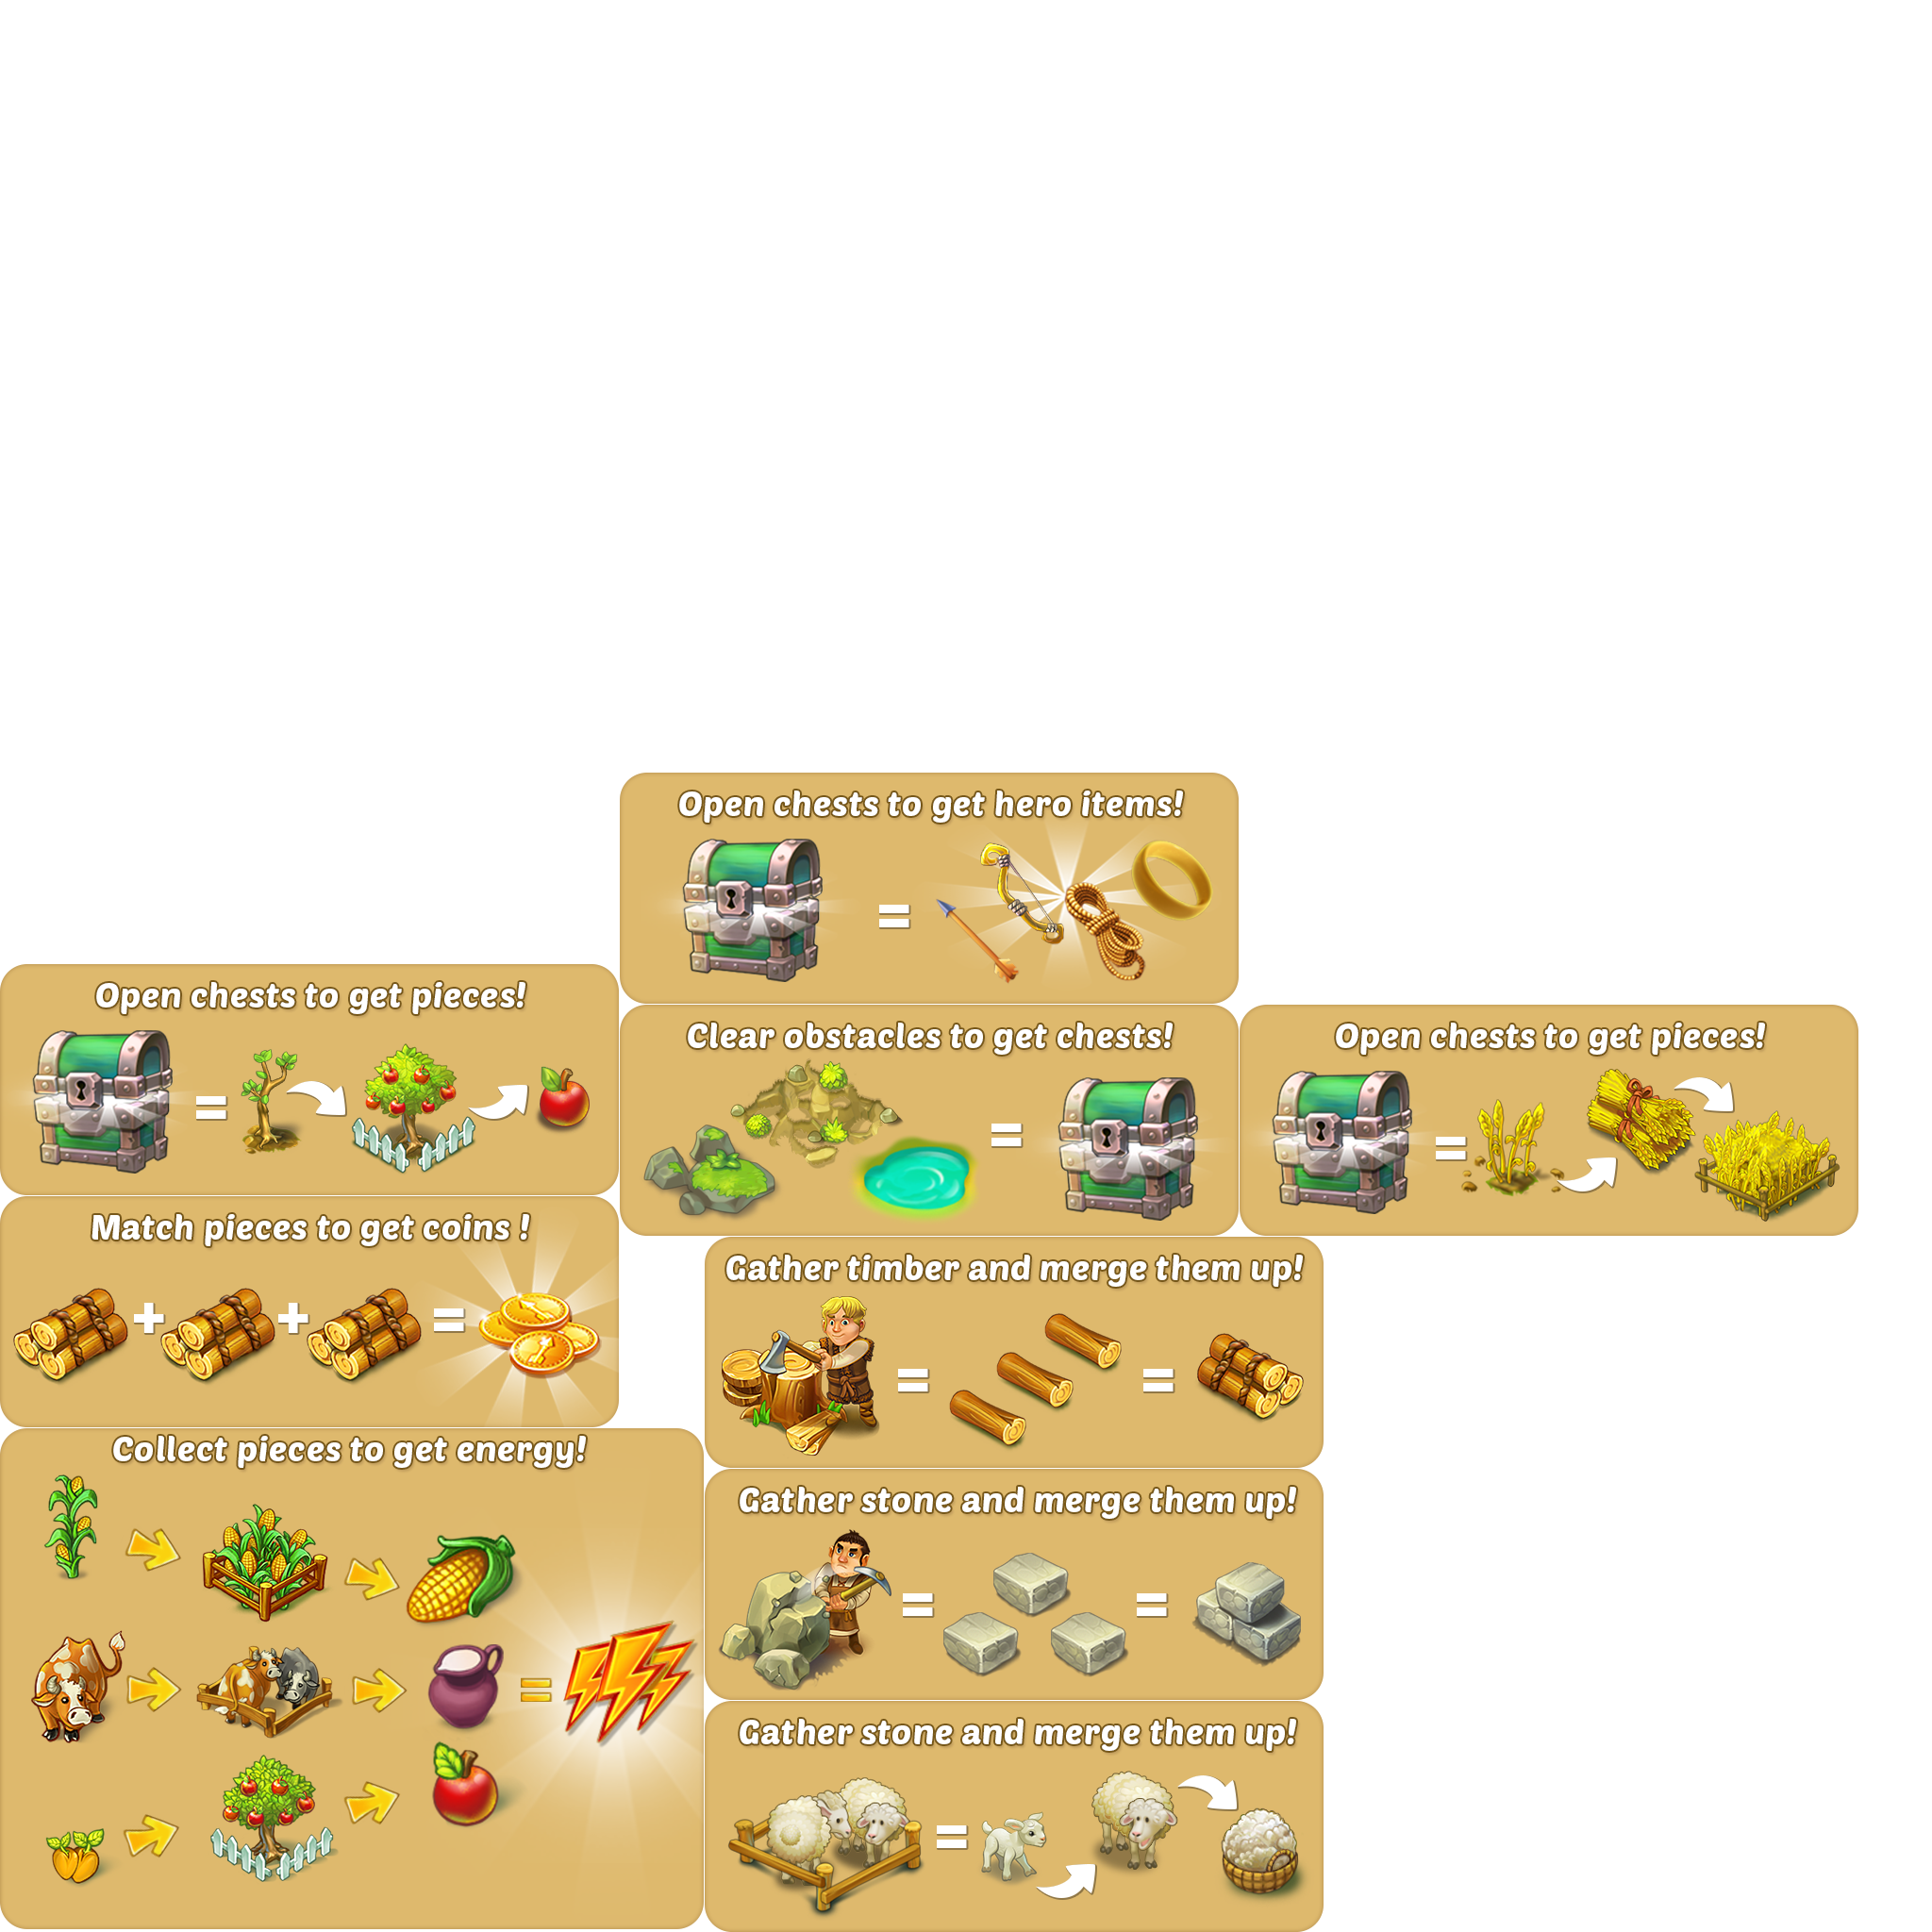 Open chests to get hero items!
Open chests to get pieces!
Clear obstacles to get chests!
Open chests to get pieces!
Match pieces to get coins !
Gather timber and merge them up!
Collect pieces to get energy!
Gather stone and merge them up!
Gather stone and merge them up!